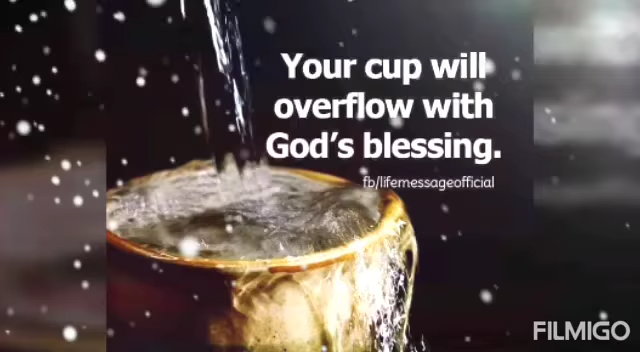 Your cup will
overflow with
God's blessing.
fb/lifemessageofficial
FILMIGO